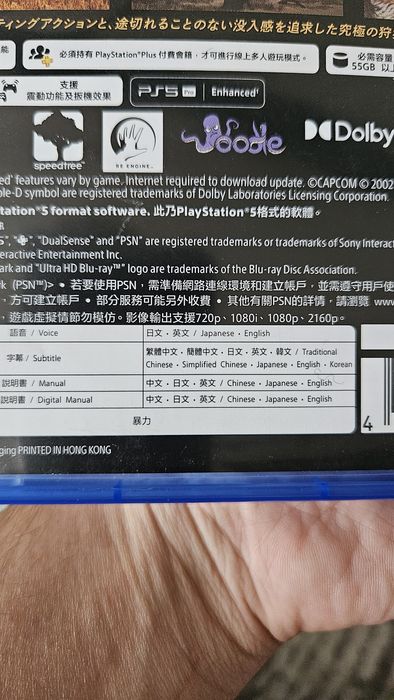 ティングアクションと、途切れることのない没入感を追求した究極の狩
能
必須持有 PlayStation®Plus 付費會籍，才可進行線上多人遊玩模式。
必需容量
55GB 以上
支援
震動功能及扳機效果
PS5 Pro Enhanced
speedtree
RE ENGINE
oodle
Dolby
features vary by game. Internet required to download update. ©CAPCOM
ble-D symbol are registered trademarks of Dolby Laboratories Licensing Corporation.
tation®5 format software. 此乃PlayStation®5格式的軟體。
"DualSense" and "PSN" are registered trademarks or trademarks of Sony Interac
eractive Entertainment Inc.
ark and "Ultra HD Blu-ray™" logo are trademarks of the Blu-ray Disc Association.
rk (PSN™)> • 若要使用PSN，需準備網路連線環境和建立帳戶，並需遵守用戶使
方可建立帳戶 • 部分服務可能另外收費 • 其他有關PSN的詳情，請瀏覽 www
遊戲虛擬情節勿模仿。影像輸出支援720p、1080i、1080p、2160p。
語音 / Voice 日文・英文 / Japanese・English
字幕 / Subtitle 繁體中文・簡體中文・日文・英文・韓文 / Traditional
Chinese・Simplified Chinese・Japanese・English・Korean
說明書 / Manual 中文・日文・英文 / Chinese・Japanese・English
說明書 / Digital Manual 中文・日文・英文 / Chinese・Japanese・English
暴力
4
ging PRINTED IN HONG KONG